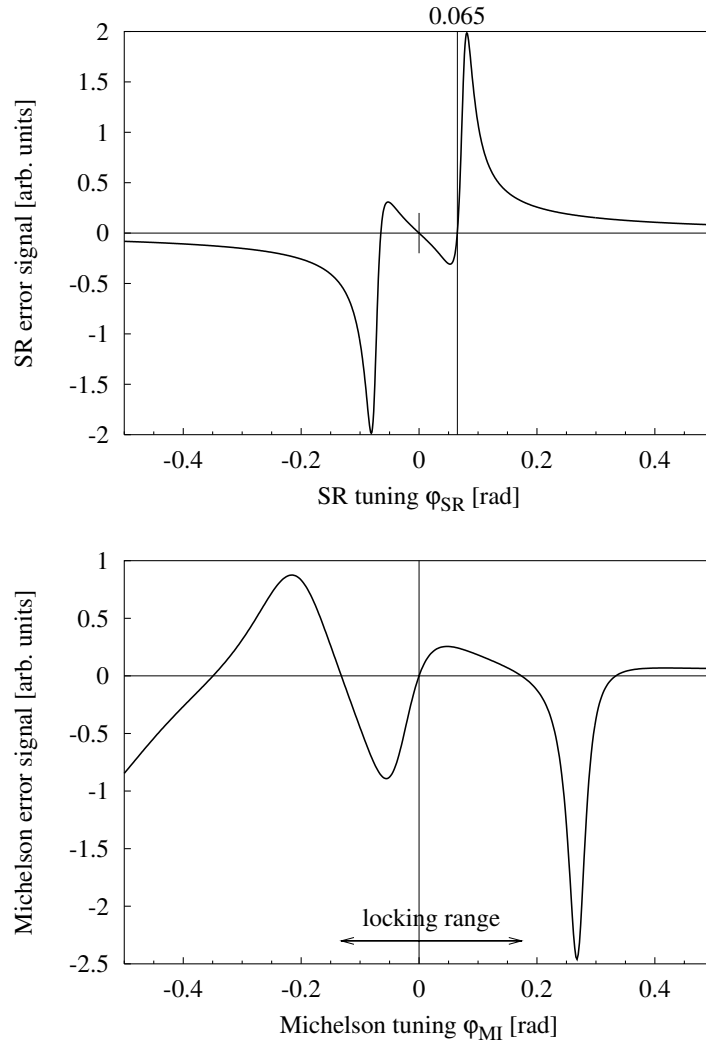 0.065
2
1.5
1
0.5
0
-0.5
-1
-1.5
-2
SR error signal [arb. units]
-0.4 -0.2 0 0.2 0.4
SR tuning φSR [rad]
1
0.5
0
-0.5
-1
-1.5
-2
-2.5
Michelson error signal [arb. units]
locking range
-0.4 -0.2 0 0.2 0.4
Michelson tuning φMI [rad]